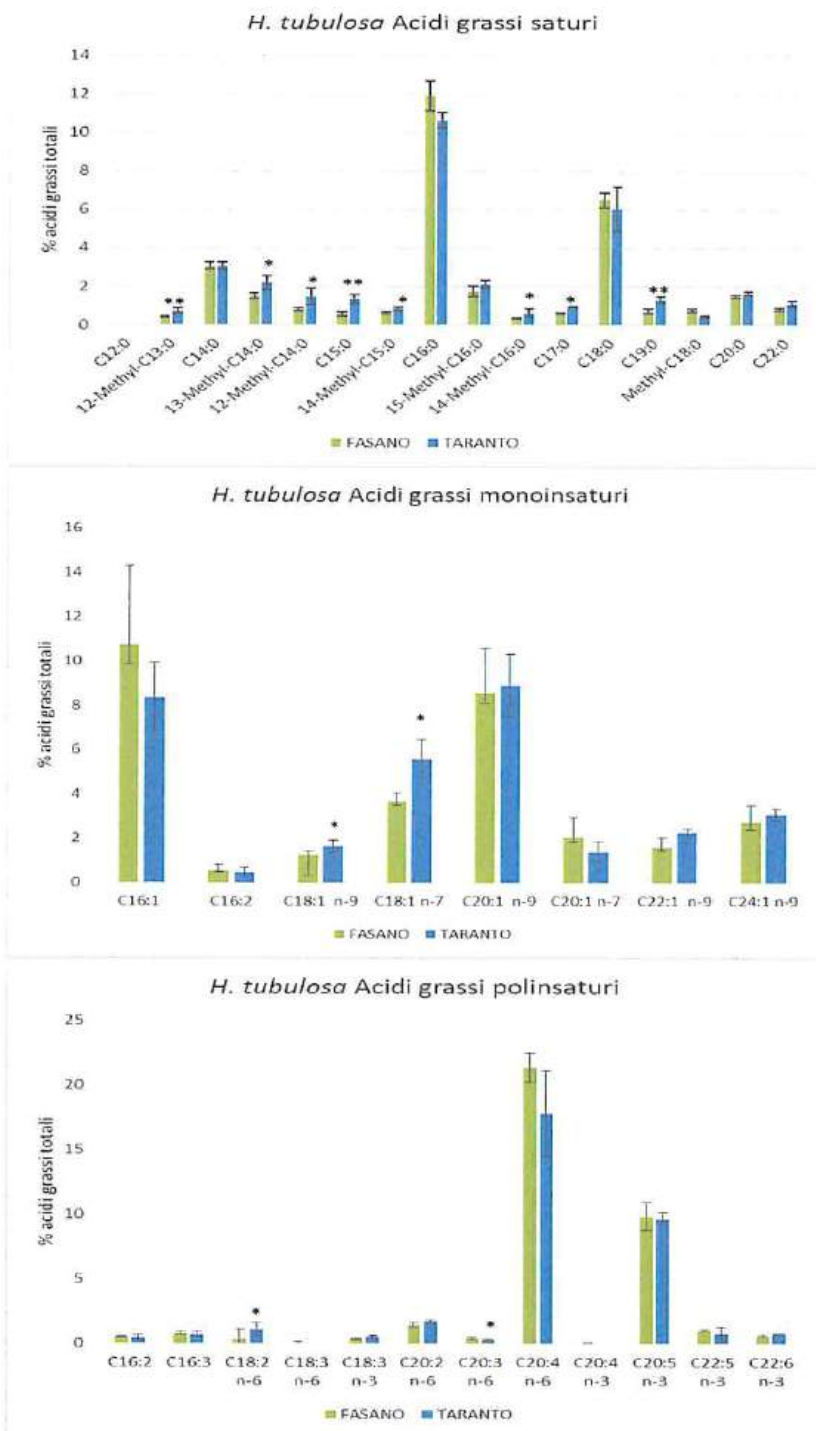 H. tubulosa Acidi grassi saturi
14
12
10
8
6
4
2
0
% acidi grassi totali
** * * ** * * * **
C12:0
12-Methyl-C13:0
C14:0
13-Methyl-C14:0
12-Methyl-C14:0
C15:0
14-Methyl-C15:0
C16:0
15-Methyl-C16:0
14-Methyl-C16:0
C17:0
C18:0
C19:0
Methyl-C18:0
C20:0
C22:0
FASANO TARANTO
H. tubulosa Acidi grassi monoinsaturi
16
14
12
10
8
6
4
2
0
% acidi grassi totali
* *
C16:1 C16:2 C18:1 n-9 C18:1 n-7 C20:1 n-9 C20:1 n-7 C22:1 n-9 C24:1 n-9
FASANO TARANTO
H. tubulosa Acidi grassi polinsaturi
25
20
15
10
5
0
% acidi grassi totali
* *
C16:2 C16:3 C18:2 C18:3 C18:3 C20:2 C20:3 C20:4 C20:4 C20:5 C22:5 C22:6
n-6 n-6 n-3 n-6 n-6 n-6 n-3 n-3 n-3 n-3
FASANO TARANTO